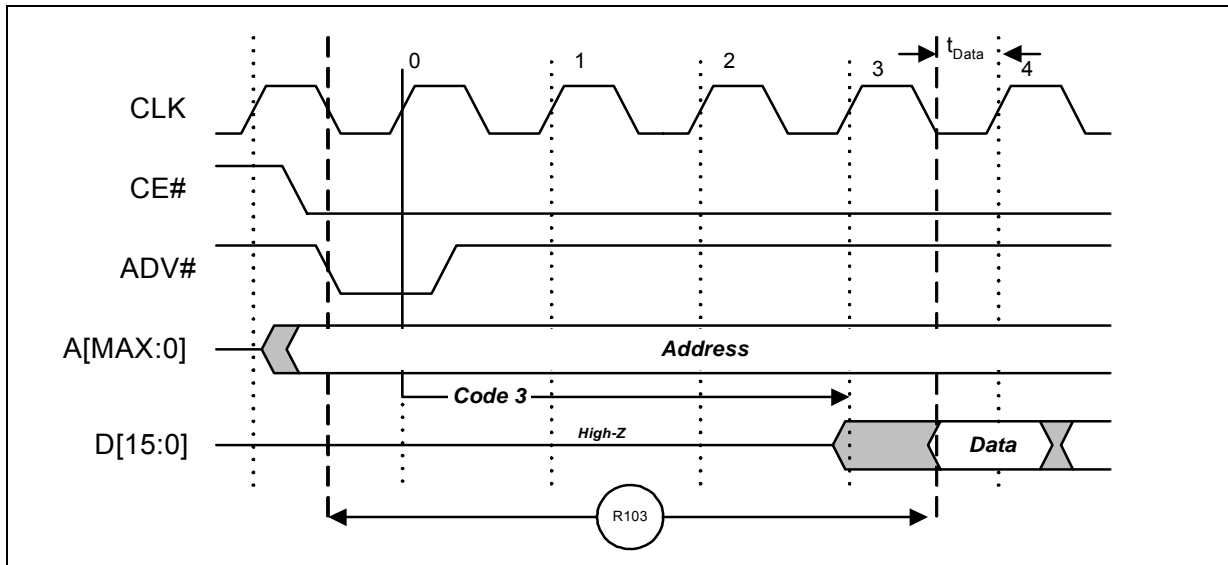 0 1 2 3 4
tData
CLK
CE#
ADV#
A[MAX:0]
Address
Code 3
D[15:0]
High-Z
Data
R103